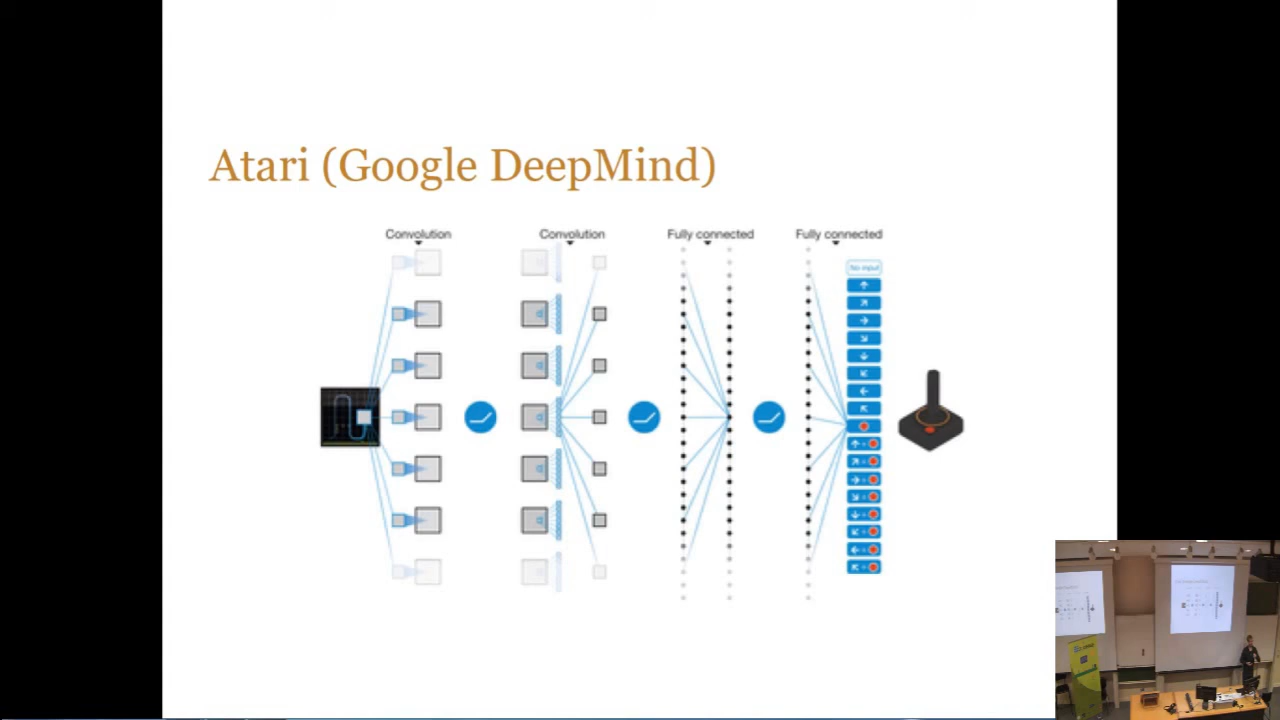 Atari (Google DeepMind)
Convolution
Convolution
Fully connected
Fully connected
No input